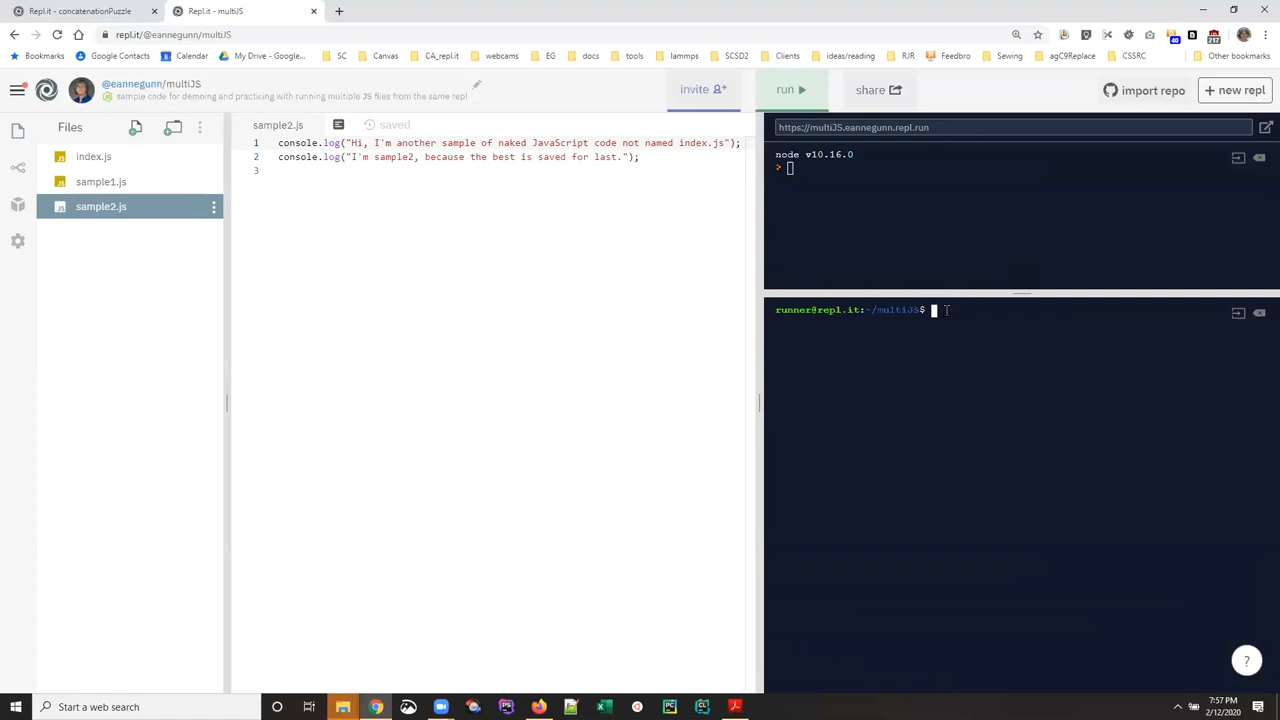 Repl.it - concatenationPuzzle
Repl.it - multiJS
repl.it/@eannegunn/multiJS
Bookmarks
Google Contacts
Calendar
My Drive - Google...
SC
Canvas
CA_repl.it
webcams
EG
docs
tools
lammps
SCSD2
Clients
ideas/reading
RJR
Feedbro
Sewing
agC9Replace
CSSRC
Other bookmarks
@eannegunn/multiJS
sample code for demoing and practicing with running multiple JS files from the same repl
invite
run
share
import repo
+ new repl
Files
index.js
sample1.js
sample2.js
sample2.js
saved
1 console.log("Hi, I'm another sample of naked JavaScript code not named index.js");
2 console.log("I'm sample2, because the best is saved for last.");
3
https://multiJS.eannegunn.repl.run
node v10.16.0
>
runner@repl.it:~/multiJS$
?
Start a web search
7:57 PM
2/12/2020